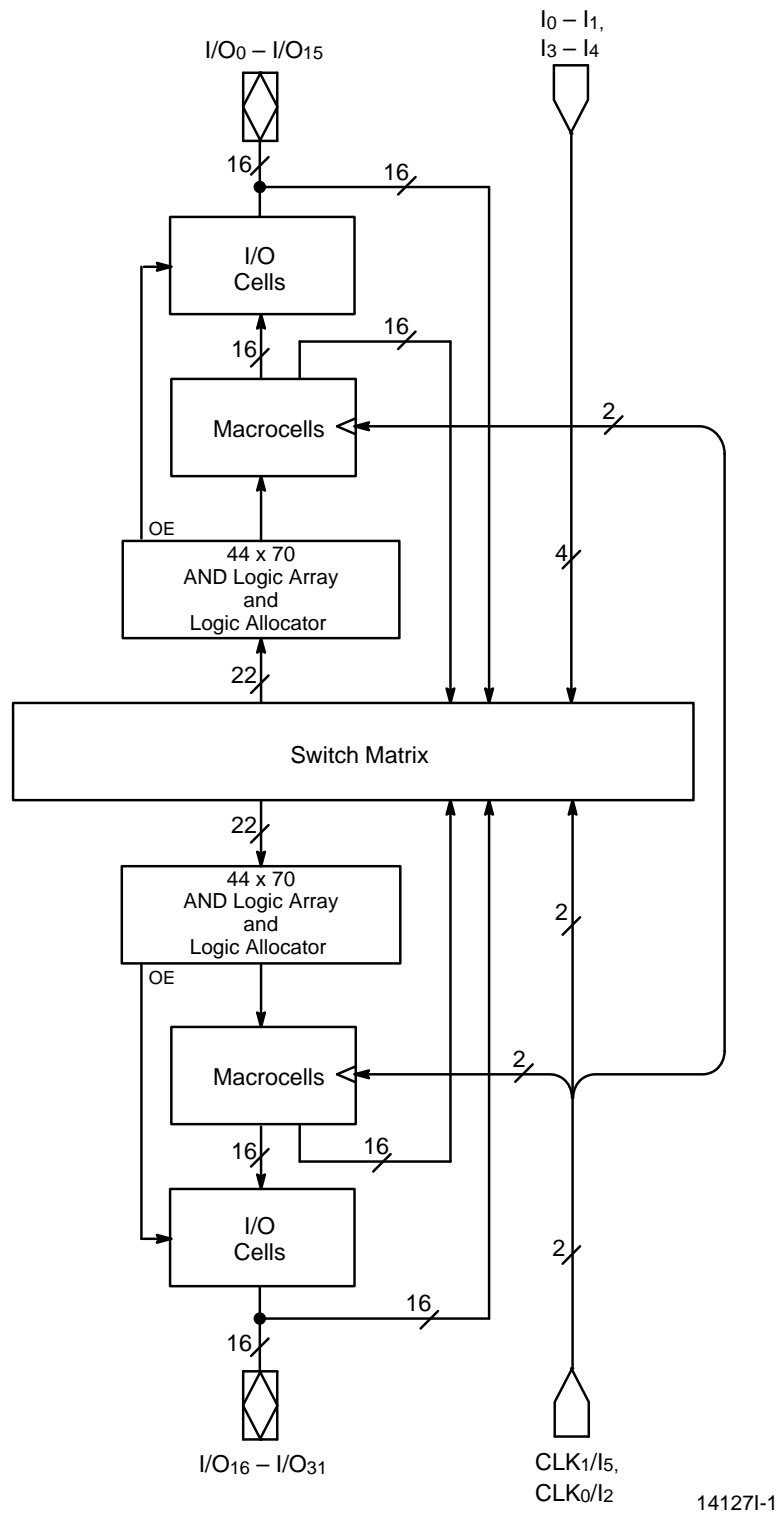 I/O0 – I/O15
I0 – I1,
I3 – I4
16
16
I/O
Cells
16
16
2
Macrocells
OE
44 x 70
AND Logic Array
and
Logic Allocator
4
22
Switch Matrix
22
44 x 70
AND Logic Array
and
Logic Allocator
2
OE
2
Macrocells
16
16
I/O
Cells
2
16
16
I/O16 – I/O31
CLK1/I5,
CLK0/I2
14127I-1